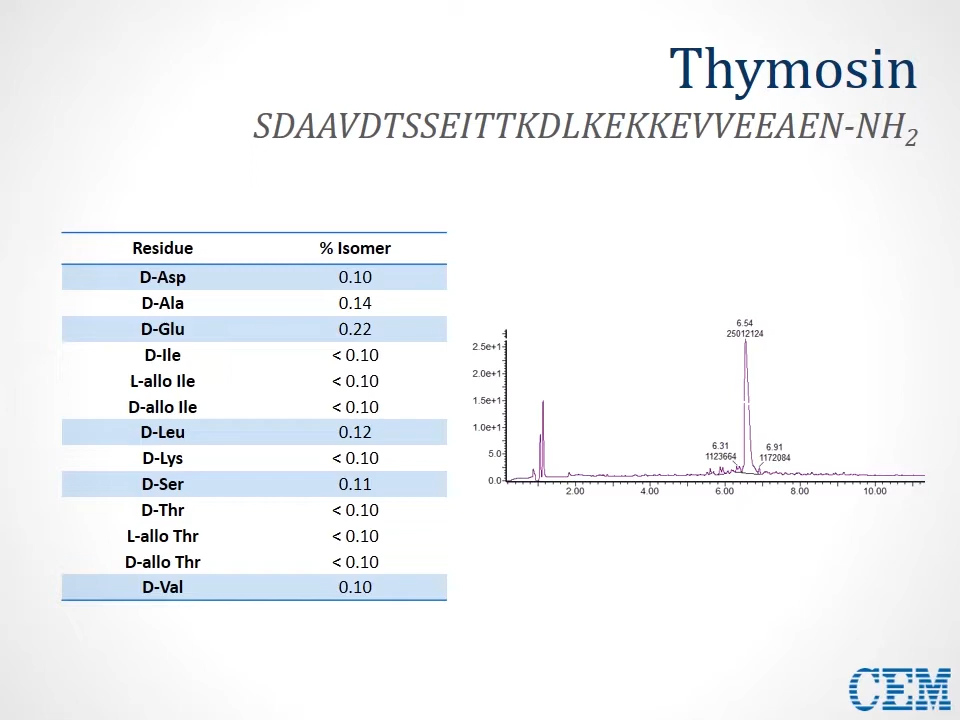 Thymosin
SDAAVDTSSEITTKDLKEKKEVVEEAEN-NH2
Residue % Isomer
D-Asp 0.10
D-Ala 0.14
D-Glu 0.22
D-Ile < 0.10
L-allo Ile < 0.10
D-allo Ile < 0.10
D-Leu 0.12
D-Lys < 0.10
D-Ser 0.11
D-Thr < 0.10
L-allo Thr < 0.10
D-allo Thr < 0.10
D-Val 0.10
6.54
25012124
2.5e+1
2.0e+1
1.5e+1
1.0e+1
6.31
1123664
6.91
1172084
5.0
0.0
2.00 4.00 6.00 8.00 10.00
CEM